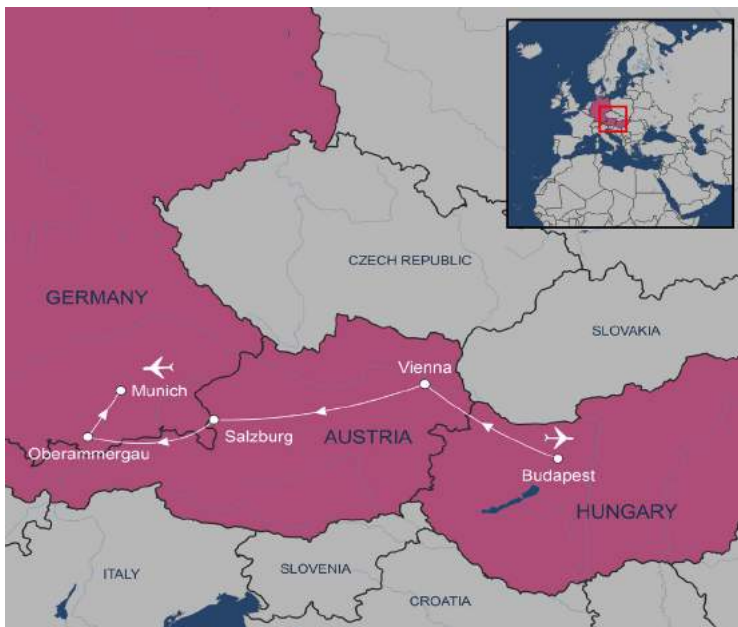 CZECH REPUBLIC
GERMANY
SLOVAKIA
Vienna
Munich
Salzburg
AUSTRIA
Oberammergau
Budapest
HUNGARY
SLOVENIA
ITALY
CROATIA